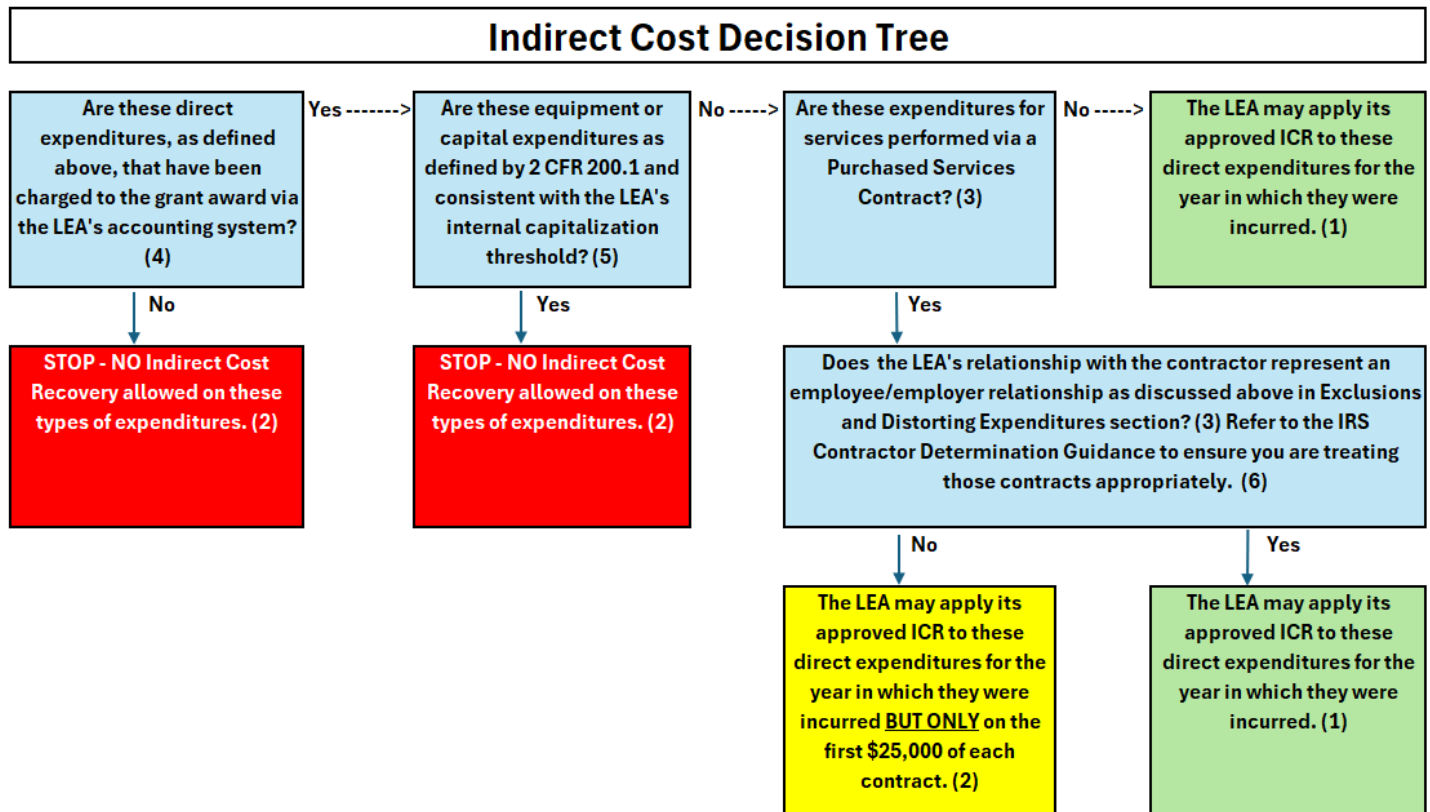 Indirect Cost Decision Tree
Are these direct
expenditures, as defined
above, that have been
charged to the grant award via
the LEA's accounting system?
(4)
Yes ------->
Are these equipment or
capital expenditures as
defined by 2 CFR 200.1 and
consistent with the LEA's
internal capitalization
threshold? (5)
No ----->
Are these expenditures for
services performed via a
Purchased Services
Contract? (3)
No ----->
The LEA may apply its
approved ICR to these
direct expenditures for the
year in which they were
incurred. (1)
No
Yes
Yes
STOP - NO Indirect Cost
Recovery allowed on these
types of expenditures. (2)
STOP - NO Indirect Cost
Recovery allowed on these
types of expenditures. (2)
Does  the LEA's relationship with the contractor represent an
employee/employer relationship as discussed above in Exclusions
and Distorting Expenditures section? (3) Refer to the IRS
Contractor Determination Guidance to ensure you are treating
those contracts appropriately.  (6)
No
Yes
The LEA may apply its
approved ICR to these
direct expenditures for the
year in which they were
incurred BUT ONLY on the
first $25,000 of each
contract. (2)
The LEA may apply its
approved ICR to these
direct expenditures for the
year in which they were
incurred. (1)